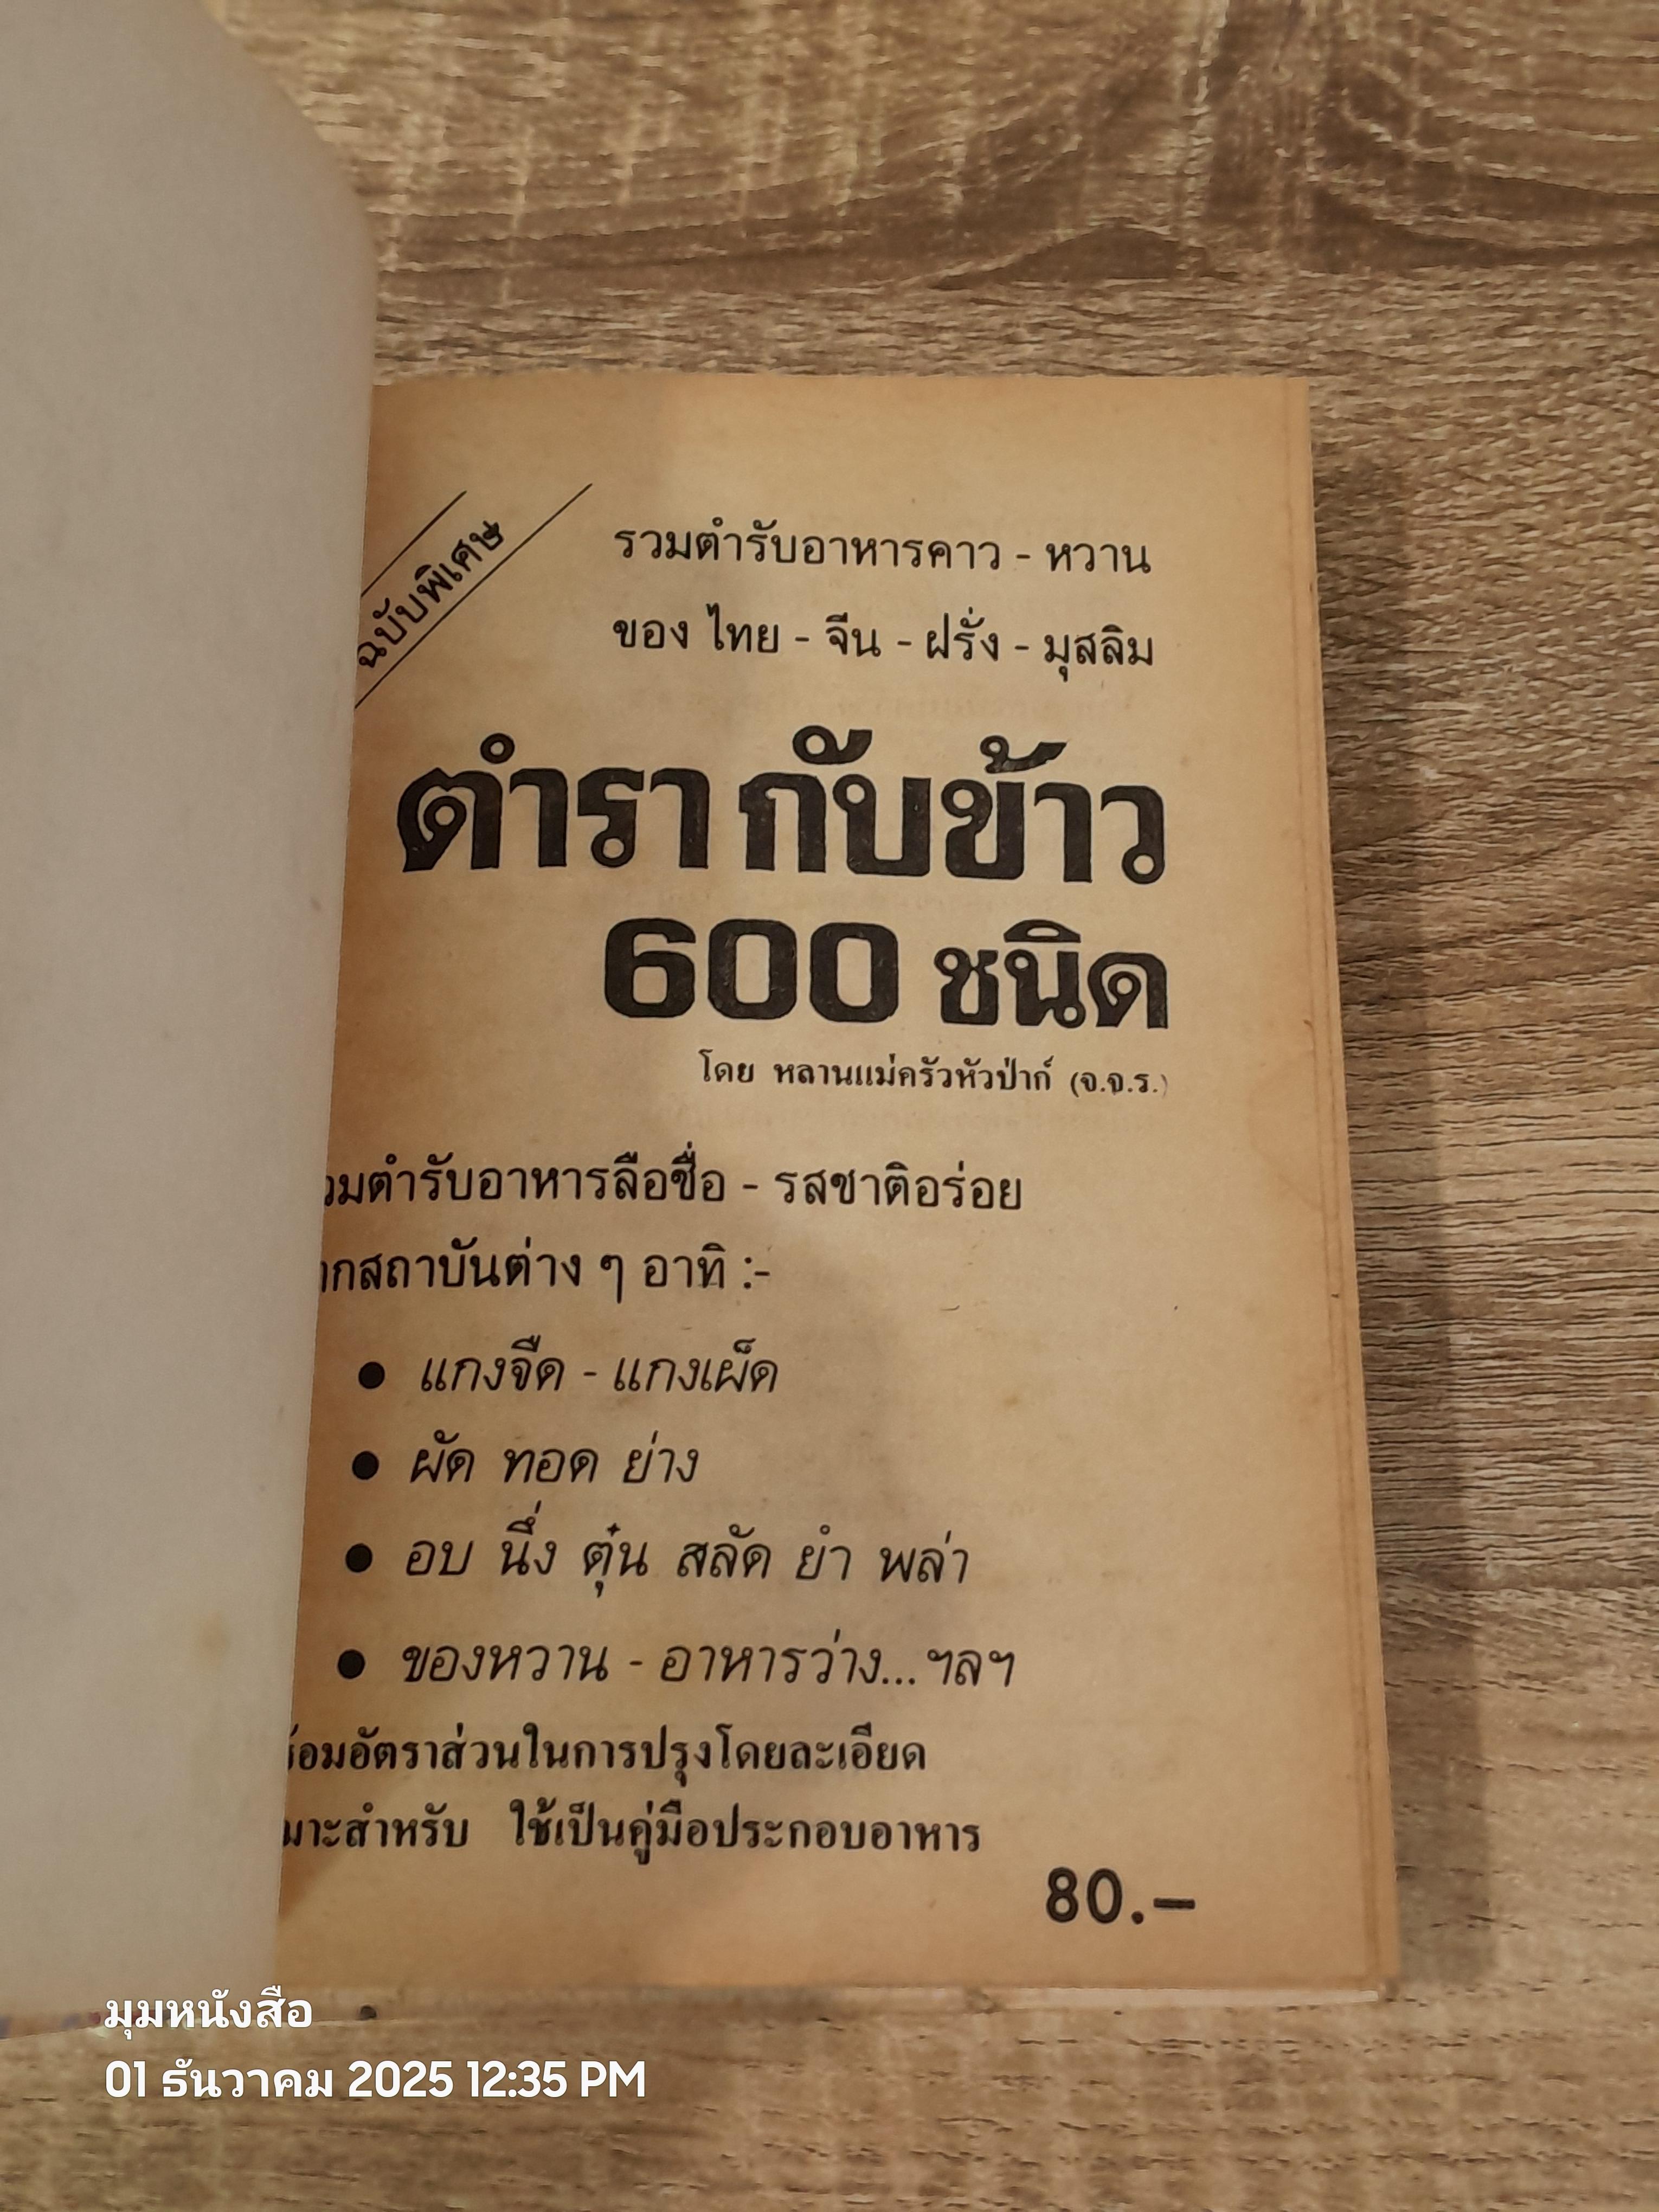 ฉบับพิเศษ
รวมตำรับอาหารคาว - หวาน
ของ ไทย - จีน - ฝรั่ง - มุสลิม
ตำรา กับข้าว
600 ชนิด
โดย หลานแม่ครัวหัวป่าก์ (จ.จ.ร.)
วมตำรับอาหารลือชื่อ - รสชาติอร่อย
ากสถาบันต่าง ๆ อาทิ :-
● แกงจืด - แกงเผ็ด
● ผัด ทอด ย่าง
● อบ นึ่ง ตุ๋น สลัด ยำ พล่า
● ของหวาน - อาหารว่าง...ฯลฯ
ร้อมอัตราส่วนในการปรุงโดยละเอียด
มาะสำหรับ ใช้เป็นคู่มือประกอบอาหาร
80.–
มุมหนังสือ
01 ธันวาคม 2025 12:35 PM